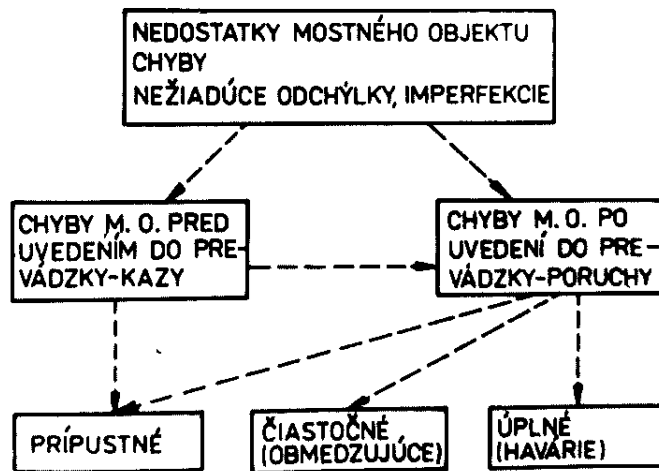 NEDOSTATKY MOSTNÉHO OBJEKTU
CHYBY
NEŽIADÚCE ODCHÝLKY, IMPERFEKCIE
CHYBY M. O. PRED
UVEDENÍM DO PRE-
VÁDZKY-KAZY
CHYBY M. O. PO
UVEDENÍ DO PRE-
VÁDZKY-PORUCHY
PRÍPUSTNÉ
ČIASTOČNÉ
(OBMEDZUJÚCE)
ÚPLNÉ
(HAVÁRIE)